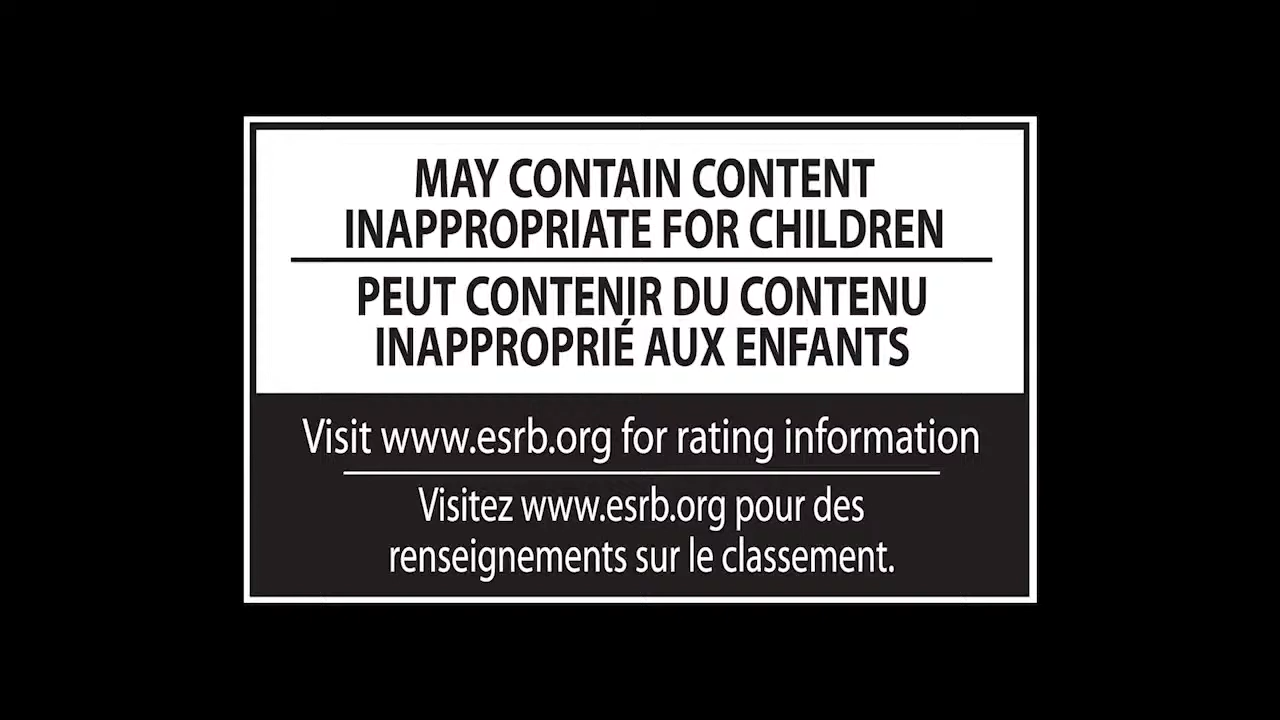 MAY CONTAIN CONTENT
INAPPROPRIATE FOR CHILDREN
PEUT CONTENIR DU CONTENU
INAPPROPRIÉ AUX ENFANTS
Visit www.esrb.org for rating information
Visitez www.esrb.org pour des
renseignements sur le classement.